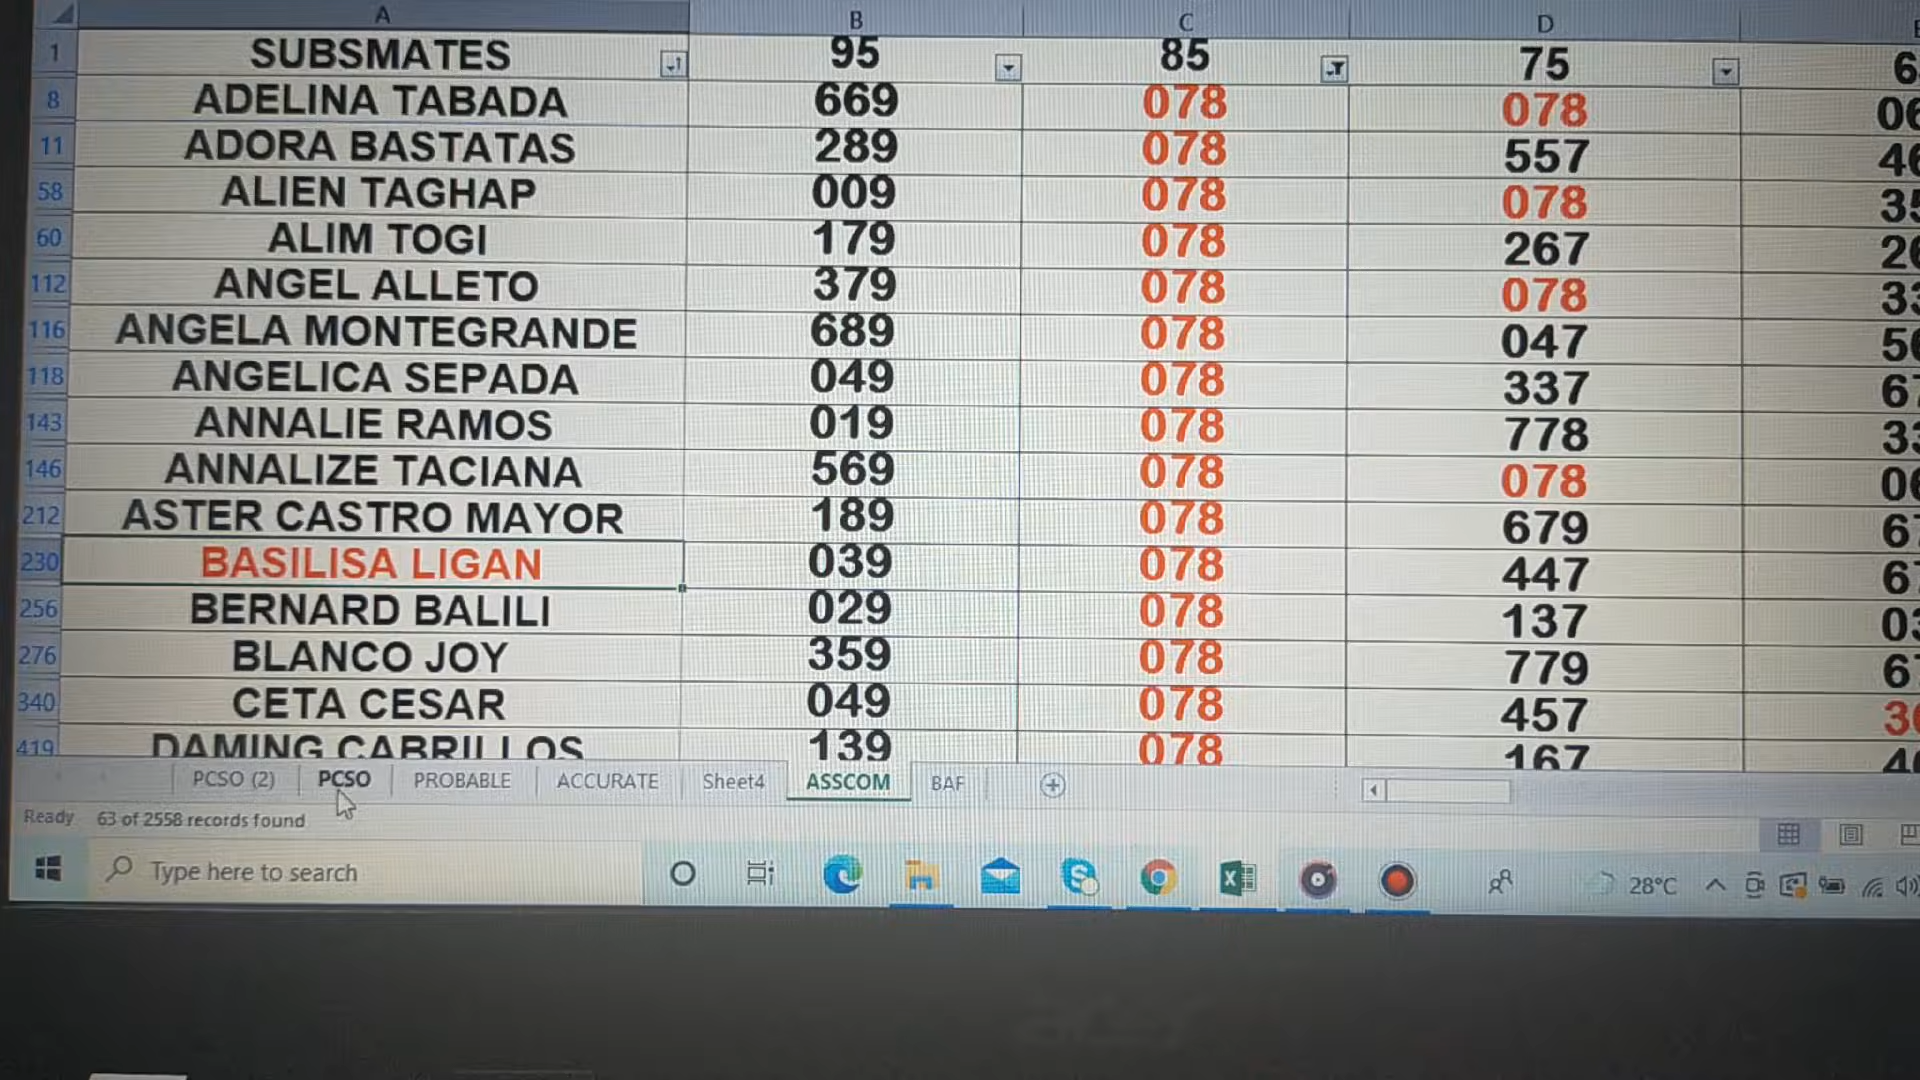 A B C D
1 SUBSMATES 95 85 75
8 ADELINA TABADA 669 078 078
11 ADORA BASTATAS 289 078 557
58 ALIEN TAGHAP 009 078 078
60 ALIM TOGI 179 078 267
112 ANGEL ALLETO 379 078 078
116 ANGELA MONTEGRANDE 689 078 047
118 ANGELICA SEPADA 049 078 337
143 ANNALIE RAMOS 019 078 778
146 ANNALIZE TACIANA 569 078 078
212 ASTER CASTRO MAYOR 189 078 679
230 BASILISA LIGAN 039 078 447
256 BERNARD BALILI 029 078 137
276 BLANCO JOY 359 078 779
340 CETA CESAR 049 078 457
419 DAMING CABRILLOS 139 078 167
PCSO (2) PCSO PROBABLE ACCURATE Sheet4 ASSCOM BAF
Ready 63 of 2558 records found
Type here to search 28°C